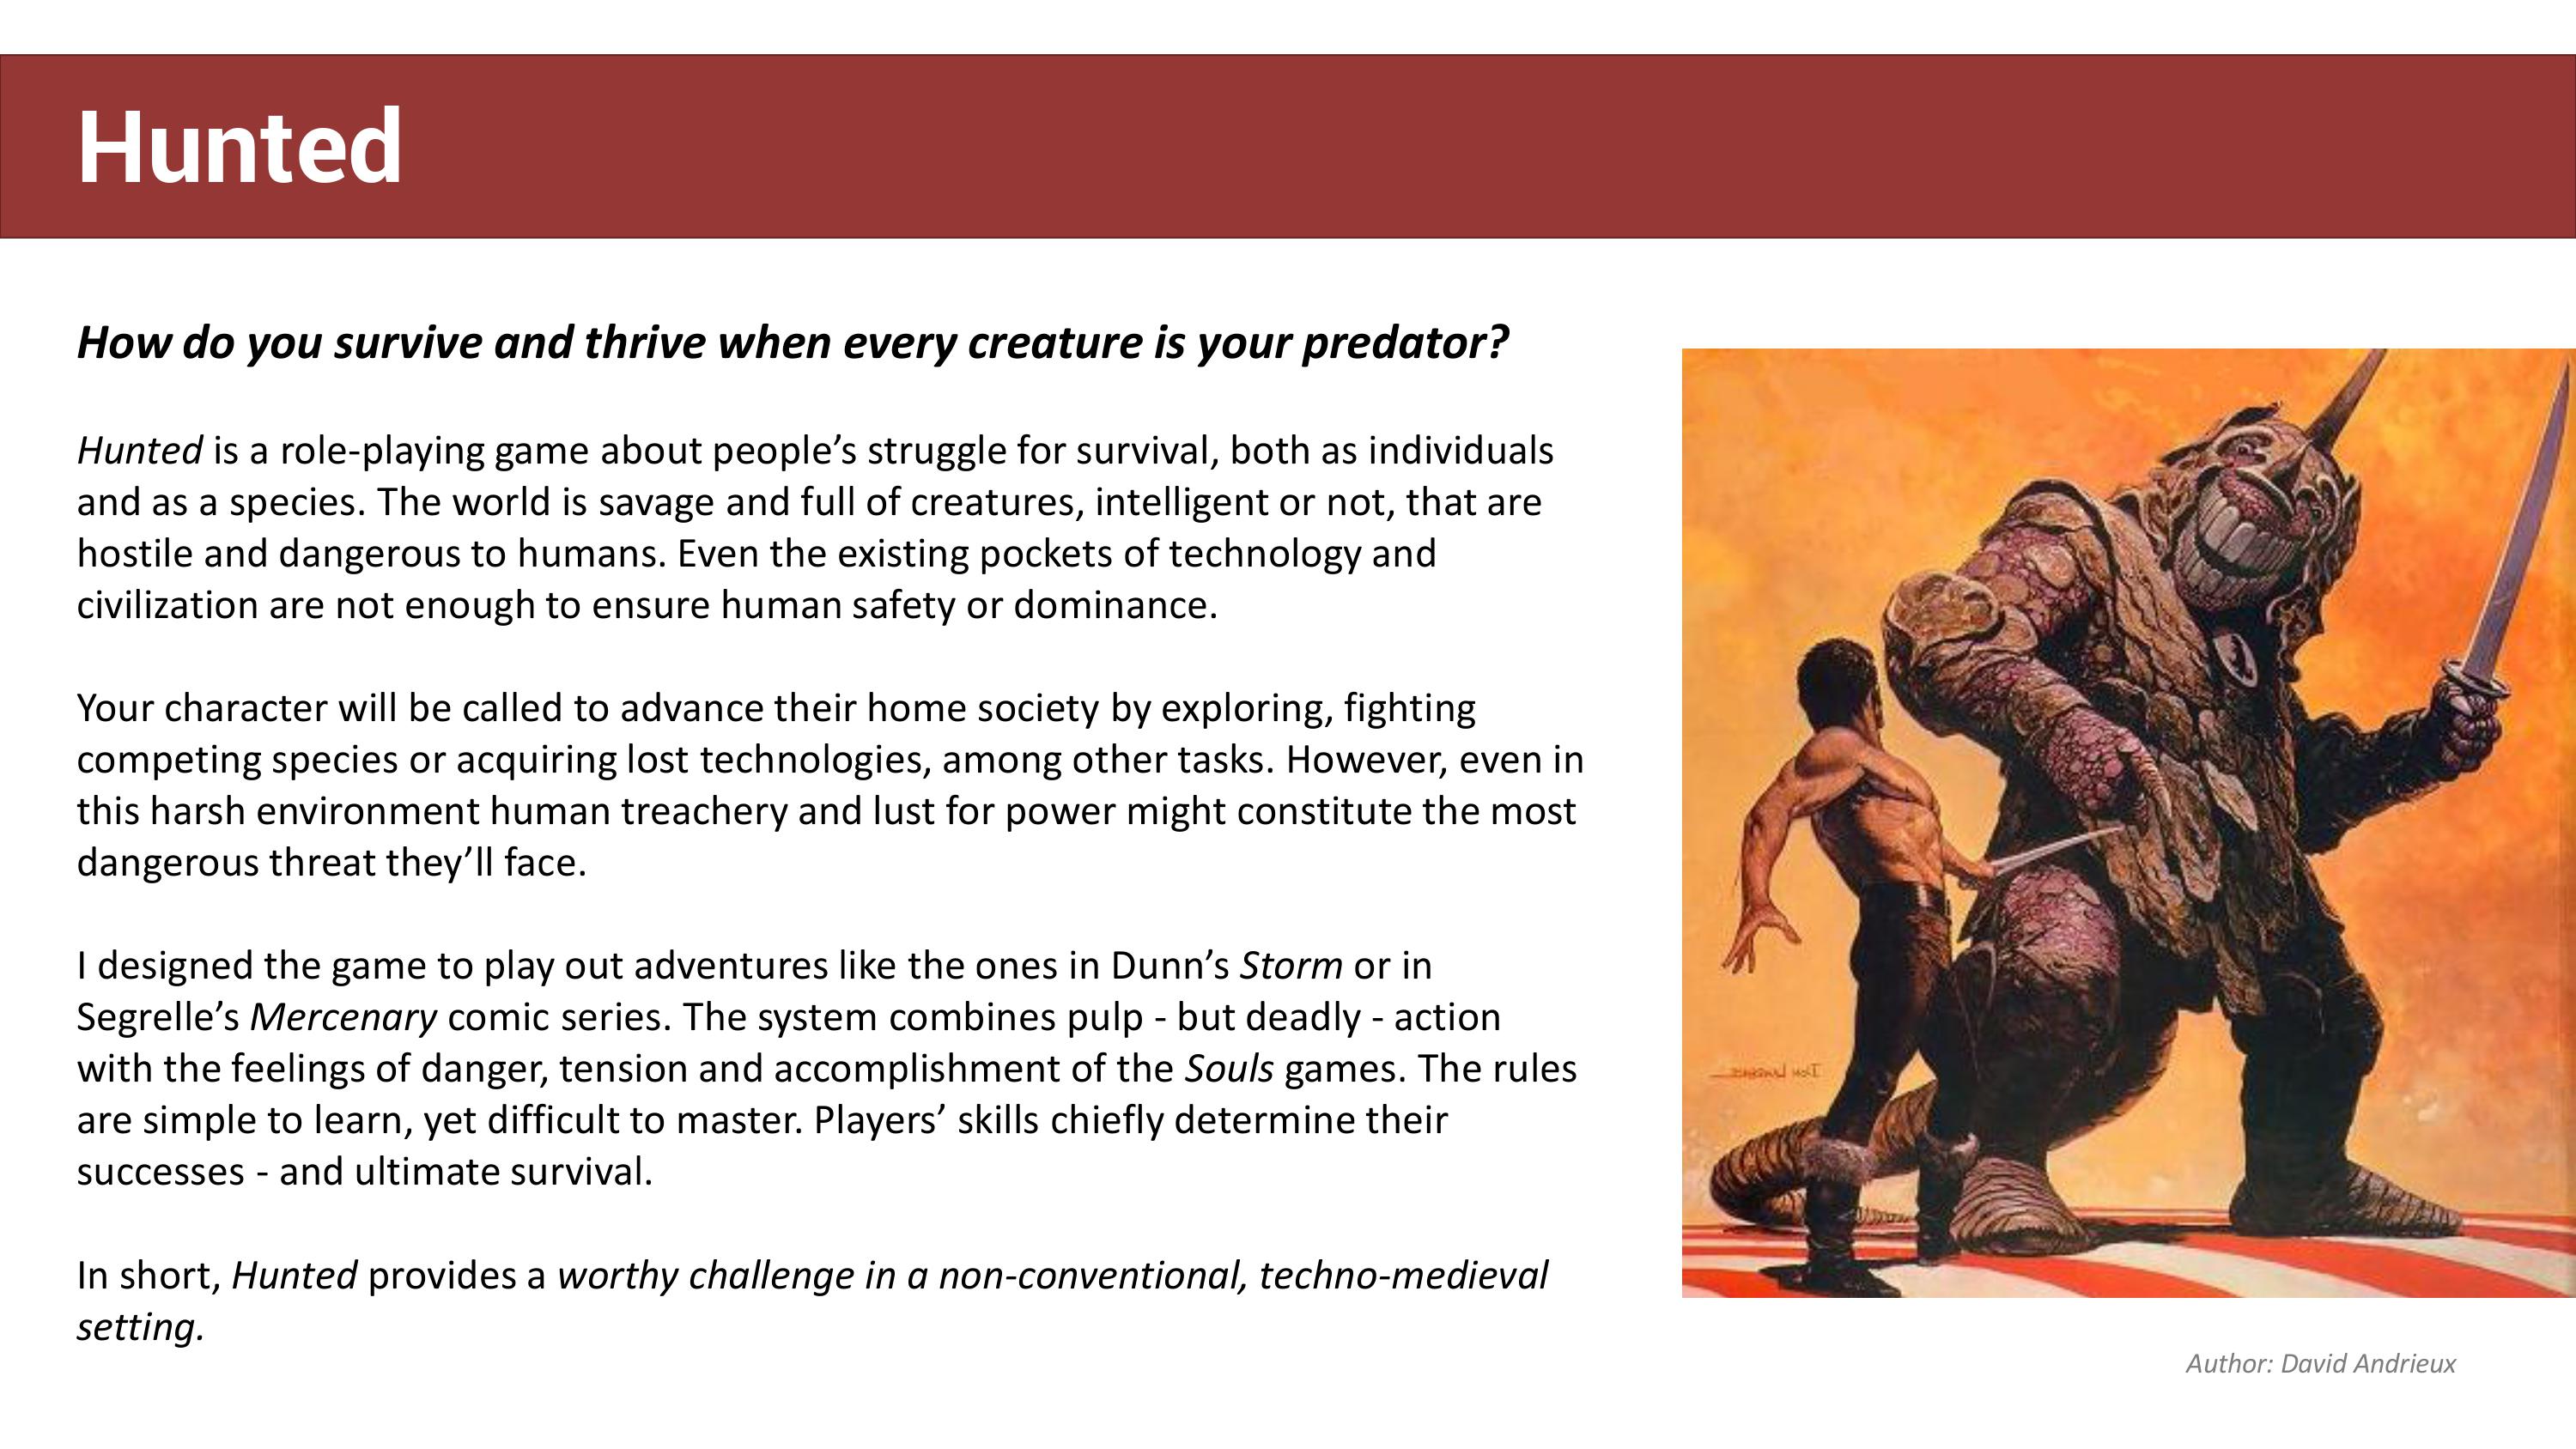 Hunted
How do you survive and thrive when every creature is your predator?
Hunted is a role-playing game about people’s struggle for survival, both as individuals
and as a species. The world is savage and full of creatures, intelligent or not, that are
hostile and dangerous to humans. Even the existing pockets of technology and
civilization are not enough to ensure human safety or dominance.
Your character will be called to advance their home society by exploring, fighting
competing species or acquiring lost technologies, among other tasks. However, even in
this harsh environment human treachery and lust for power might constitute the most
dangerous threat they’ll face.
I designed the game to play out adventures like the ones in Dunn’s Storm or in
Segrelle’s Mercenary comic series. The system combines pulp - but deadly - action
with the feelings of danger, tension and accomplishment of the Souls games. The rules
are simple to learn, yet difficult to master. Players’ skills chiefly determine their
successes - and ultimate survival.
In short, Hunted provides a worthy challenge in a non-conventional, techno-medieval
setting.
Author: David Andrieux